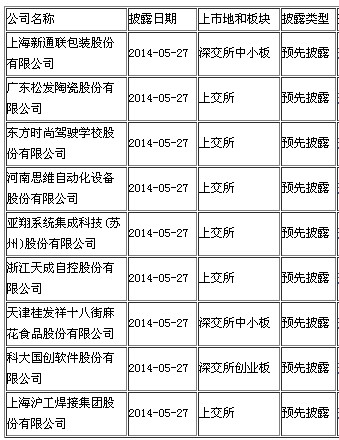 公司名称 披露日期 上市地和板块 披露类型
上海新通联包装股份
有限公司 2014-05-27 深交所中小板 预先披露
广东松发陶瓷股份有
限公司 2014-05-27 上交所 预先披露
东方时尚驾驶学校股
份有限公司 2014-05-27 上交所 预先披露
河南思维自动化设备
股份有限公司 2014-05-27 上交所 预先披露
亚翔系统集成科技(苏
州)股份有限公司 2014-05-27 上交所 预先披露
浙江天成自控股份有
限公司 2014-05-27 上交所 预先披露
天津桂发祥十八街麻
花食品股份有限公司 2014-05-27 深交所中小板 预先披露
科大国创软件股份有
限公司 2014-05-27 深交所创业板 预先披露
上海沪工焊接集团股
份有限公司 2014-05-27 上交所 预先披露